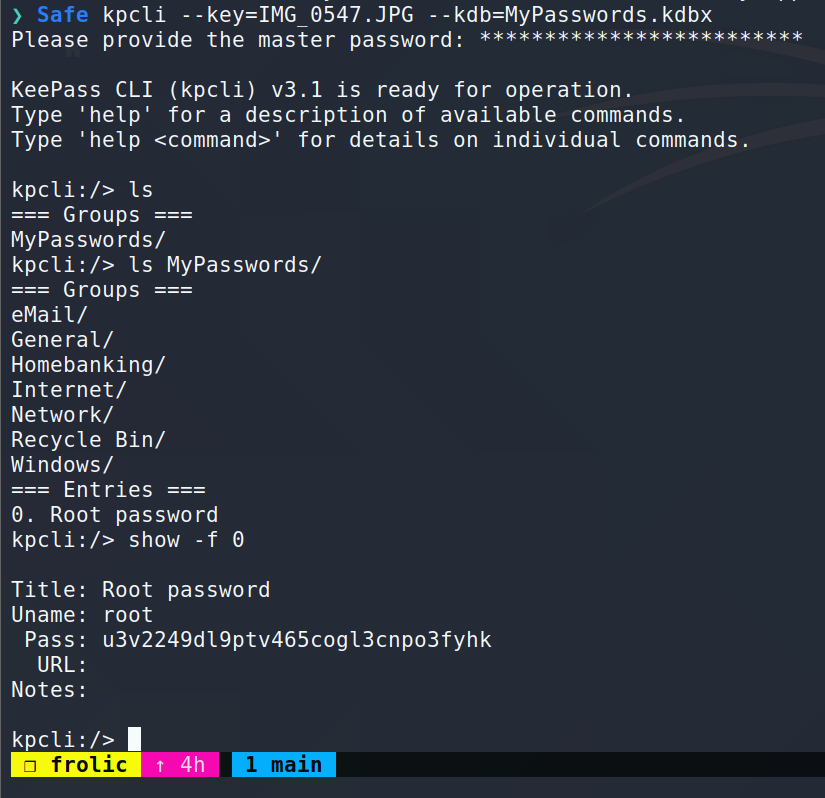 ❯ Safe kpcli --key=IMG_0547.JPG --kdb=MyPasswords.kdbx
Please provide the master password: *************************

KeePass CLI (kpcli) v3.1 is ready for operation.
Type 'help' for a description of available commands.
Type 'help <command>' for details on individual commands.

kpcli:/> ls
=== Groups ===
MyPasswords/
kpcli:/> ls MyPasswords/
=== Groups ===
eMail/
General/
Homebanking/
Internet/
Network/
Recycle Bin/
Windows/
=== Entries ===
0. Root password
kpcli:/> show -f 0

Title: Root password
Uname: root
 Pass: u3v2249dl9ptv465cogl3cnpo3fyhk
  URL:
Notes:

kpcli:/>
❐ frolic ↑ 4h 1 main